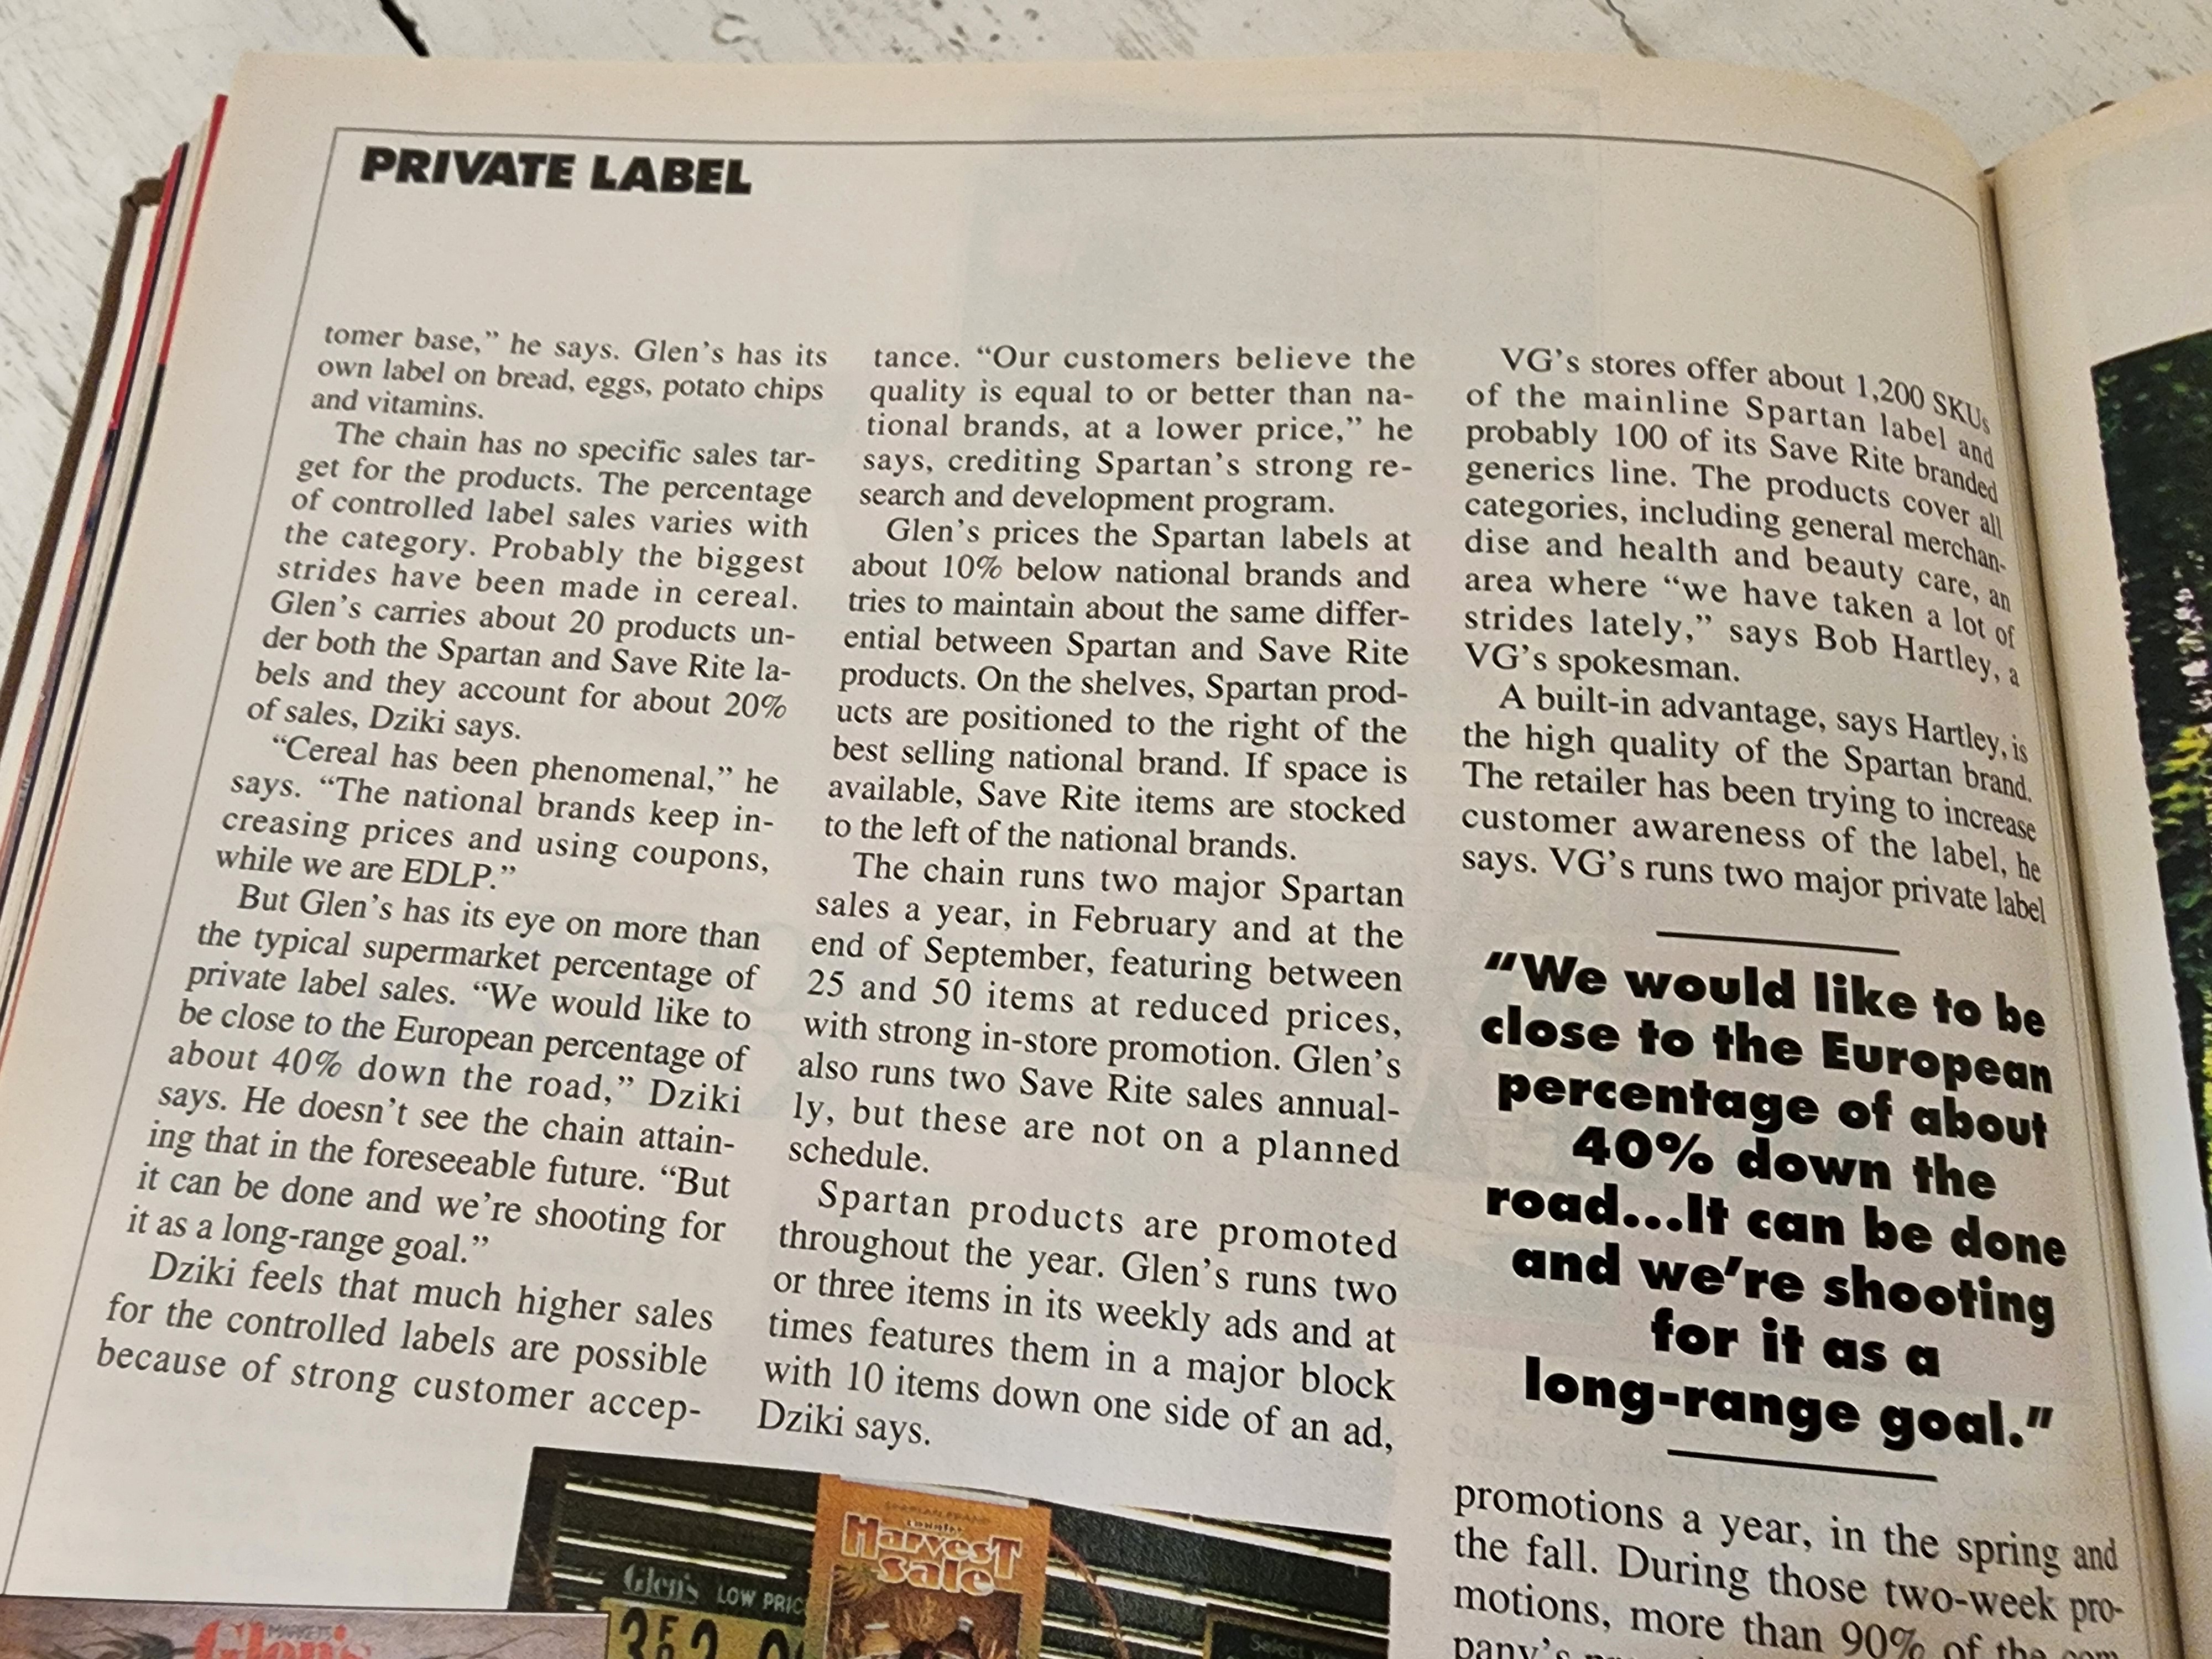 PRIVATE LABEL
tomer base,” he says. Glen’s has its
own label on bread, eggs, potato chips
and vitamins.
The chain has no specific sales tar-
get for the products. The percentage
of controlled label sales varies with
the category. Probably the biggest
strides have been made in cereal.
Glen’s carries about 20 products un-
der both the Spartan and Save Rite la-
bels and they account for about 20%
of sales, Dziki says.
“Cereal has been phenomenal,” he
says. “The national brands keep in-
creasing prices and using coupons,
while we are EDLP.”
But Glen’s has its eye on more than
the typical supermarket percentage of
private label sales. “We would like to
be close to the European percentage of
about 40% down the road,” Dziki
says. He doesn’t see the chain attain-
ing that in the foreseeable future. “But
it can be done and we’re shooting for
it as a long-range goal.”
Dziki feels that much higher sales
for the controlled labels are possible
because of strong customer accep-
tance. “Our customers believe the
quality is equal to or better than na-
tional brands, at a lower price,” he
says, crediting Spartan’s strong re-
search and development program.
Glen’s prices the Spartan labels at
about 10% below national brands and
tries to maintain about the same differ-
ential between Spartan and Save Rite
products. On the shelves, Spartan prod-
ucts are positioned to the right of the
best selling national brand. If space is
available, Save Rite items are stocked
to the left of the national brands.
The chain runs two major Spartan
sales a year, in February and at the
end of September, featuring between
25 and 50 items at reduced prices,
with strong in-store promotion. Glen’s
also runs two Save Rite sales annual-
ly, but these are not on a planned
schedule.
Spartan products are promoted
throughout the year. Glen’s runs two
or three items in its weekly ads and at
times features them in a major block
with 10 items down one side of an ad,
Dziki says.
VG’s stores offer about 1,200 SKUs
of the mainline Spartan label and
probably 100 of its Save Rite branded
generics line. The products cover all
categories, including general merchan-
dise and health and beauty care, an
area where “we have taken a lot of
strides lately,” says Bob Hartley, a
VG’s spokesman.
A built-in advantage, says Hartley, is
the high quality of the Spartan brand.
The retailer has been trying to increase
customer awareness of the label, he
says. VG’s runs two major private label
“We would like to be
close to the European
percentage of about
40% down the
road...It can be done
and we’re shooting
for it as a
long-range goal.”
promotions a year, in the spring and
the fall. During those two-week pro-
motions, more than 90% of the com
pany’s
Harvest
Sale
Glen’s LOW PRIC
Select
MARKETS
Glen’s